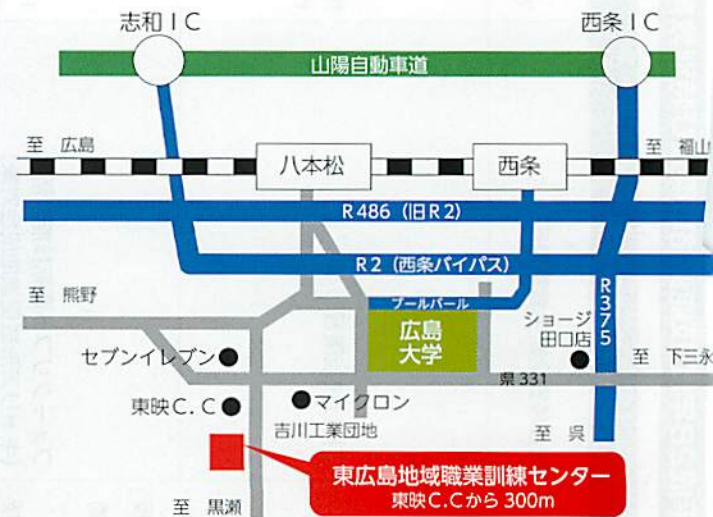 志和IC
西条IC
山陽自動車道
至 広島
八本松
西条
至 福山
R486(旧R2)
R2(西条バイパス)
至 熊野
ブールバール
R375
広島
大学
ショージ
田口店
セブンイレブン
至 下三永
県331
東映C.C
マイクロン
吉川工業団地
至 呉
東広島地域職業訓練センター
東映C.Cから300m
至 黒瀬